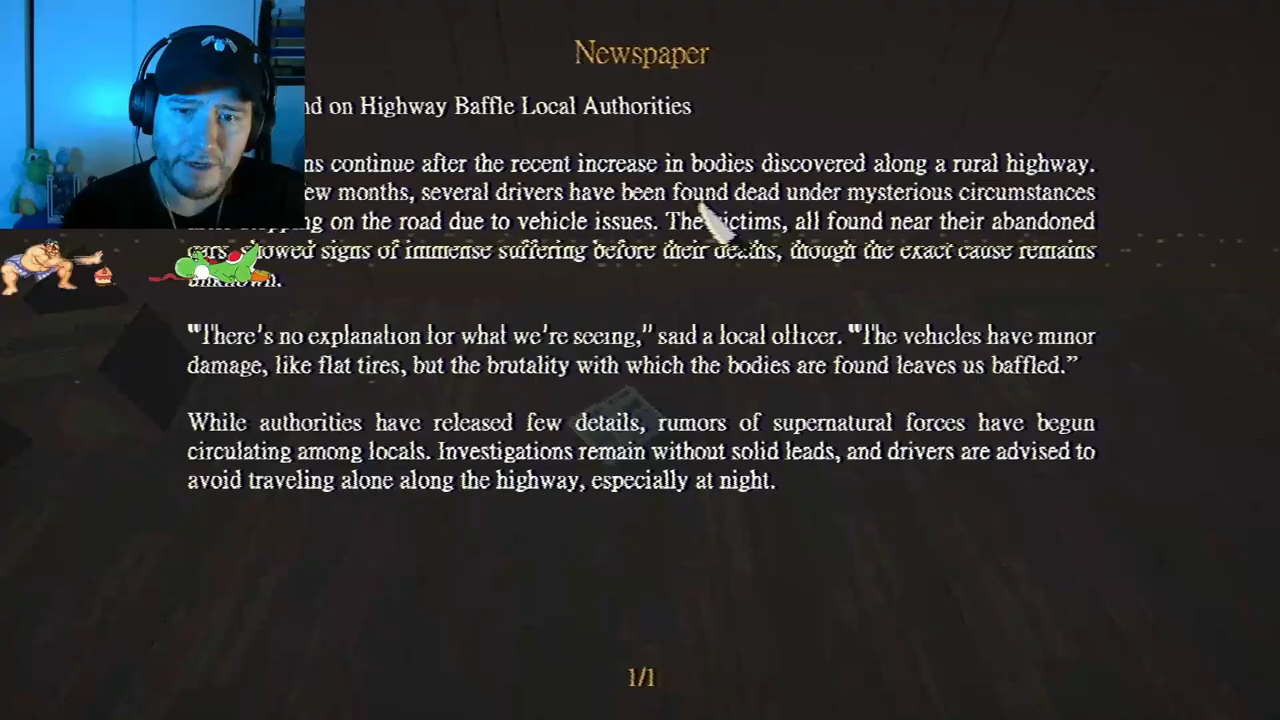 Newspaper
nd on Highway Baffle Local Authorities
ns continue after the recent increase in bodies discovered along a rural highway.
ew months, several drivers have been found dead under mysterious circumstances
ng on the road due to vehicle issues. The victims, all found near their abandoned
cars, showed signs of immense suffering before their deaths, though the exact cause remains
unknown.
"There's no explanation for what we're seeing," said a local officer. "The vehicles have minor
damage, like flat tires, but the brutality with which the bodies are found leaves us baffled.”
While authorities have released few details, rumors of supernatural forces have begun
circulating among locals. Investigations remain without solid leads, and drivers are advised to
avoid traveling alone along the highway, especially at night.
1/1